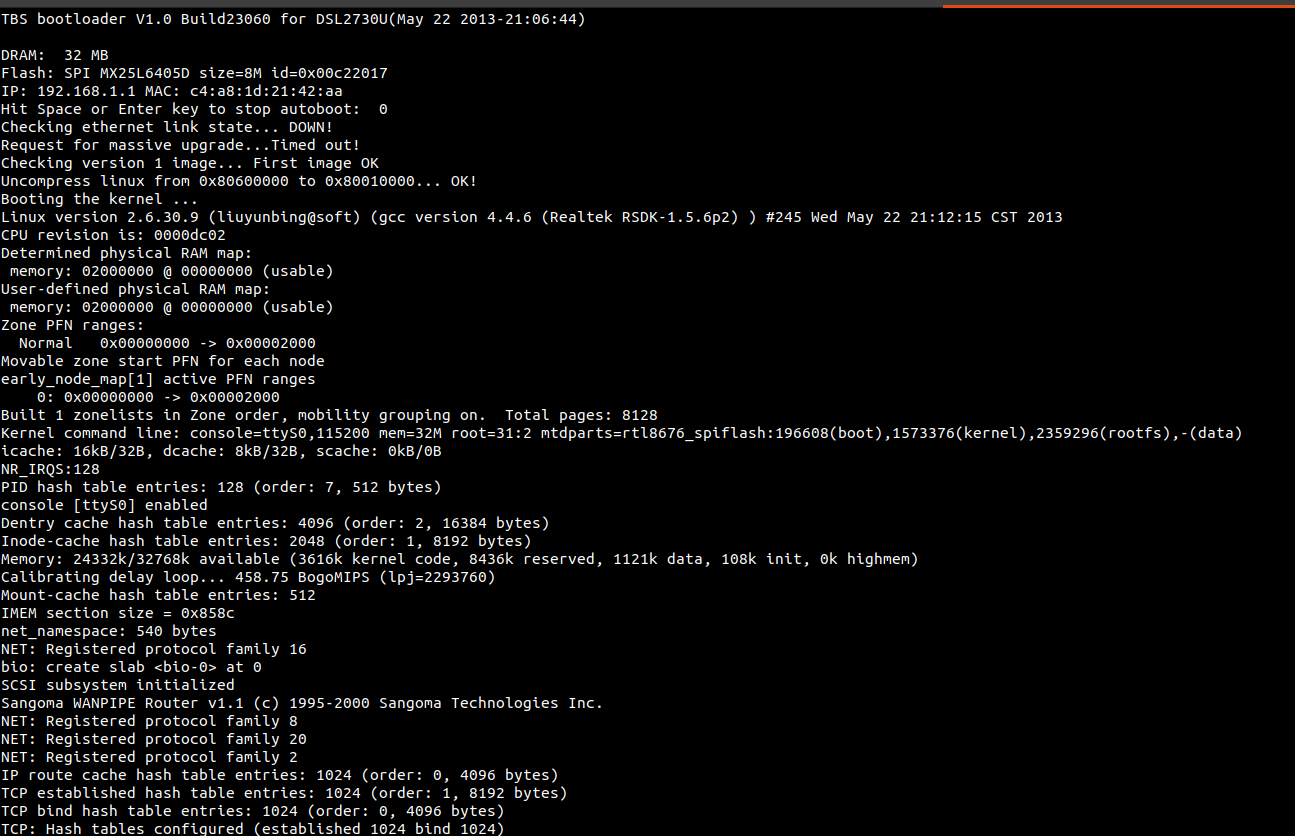 TBS bootloader V1.0 Build23060 for DSL2730U(May 22 2013-21:06:44)
DRAM:  32 MB
Flash: SPI MX25L6405D size=8M id=0x00c22017
IP: 192.168.1.1 MAC: c4:a8:1d:21:42:aa
Hit Space or Enter key to stop autoboot:  0
Checking ethernet link state... DOWN!
Request for massive upgrade...Timed out!
Checking version 1 image... First image OK
Uncompress linux from 0x80600000 to 0x80010000... OK!
Booting the kernel ...
Linux version 2.6.30.9 (liuyunbing@soft) (gcc version 4.4.6 (Realtek RSDK-1.5.6p2) ) #245 Wed May 22 21:12:15 CST 2013
CPU revision is: 0000dc02
Determined physical RAM map:
 memory: 02000000 @ 00000000 (usable)
User-defined physical RAM map:
 memory: 02000000 @ 00000000 (usable)
Zone PFN ranges:
  Normal   0x00000000 -> 0x00002000
Movable zone start PFN for each node
early_node_map[1] active PFN ranges
    0: 0x00000000 -> 0x00002000
Built 1 zonelists in Zone order, mobility grouping on.  Total pages: 8128
Kernel command line: console=ttyS0,115200 mem=32M root=31:2 mtdparts=rtl8676_spiflash:196608(boot),1573376(kernel),2359296(rootfs),-(data)
icache: 16kB/32B, dcache: 8kB/32B, scache: 0kB/0B
NR_IRQS:128
PID hash table entries: 128 (order: 7, 512 bytes)
console [ttyS0] enabled
Dentry cache hash table entries: 4096 (order: 2, 16384 bytes)
Inode-cache hash table entries: 2048 (order: 1, 8192 bytes)
Memory: 24332k/32768k available (3616k kernel code, 8436k reserved, 1121k data, 108k init, 0k highmem)
Calibrating delay loop... 458.75 BogoMIPS (lpj=2293760)
Mount-cache hash table entries: 512
IMEM section size = 0x858c
net_namespace: 540 bytes
NET: Registered protocol family 16
bio: create slab <bio-0> at 0
SCSI subsystem initialized
Sangoma WANPIPE Router v1.1 (c) 1995-2000 Sangoma Technologies Inc.
NET: Registered protocol family 8
NET: Registered protocol family 20
NET: Registered protocol family 2
IP route cache hash table entries: 1024 (order: 0, 4096 bytes)
TCP established hash table entries: 1024 (order: 1, 8192 bytes)
TCP bind hash table entries: 1024 (order: 0, 4096 bytes)
TCP: Hash tables configured (established 1024 bind 1024)